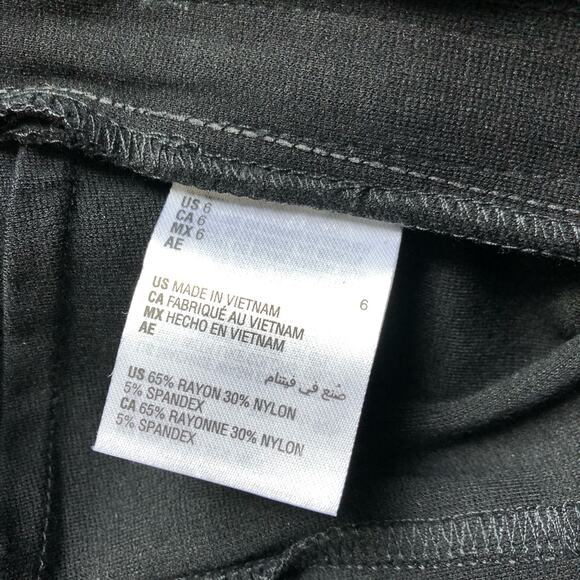 US 6
CA 6
MX 6
AE
US MADE IN VIETNAM 6
CA FABRIQUÉ AU VIETNAM
MX HECHO EN VIETNAM
AE
صُنع في فيتنام
US 65% RAYON 30% NYLON
5% SPANDEX
CA 65% RAYONNE 30% NYLON
5% SPANDEX